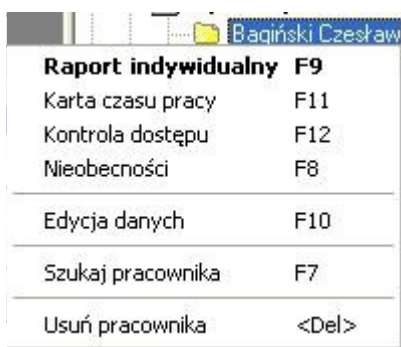 Bagiński Czesław
Raport indywidualny F9
Karta czasu pracy F11
Kontrola dostępu F12
Nieobecności F8
Edycja danych F10
Szukaj pracownika F7
Usuń pracownika <Del>